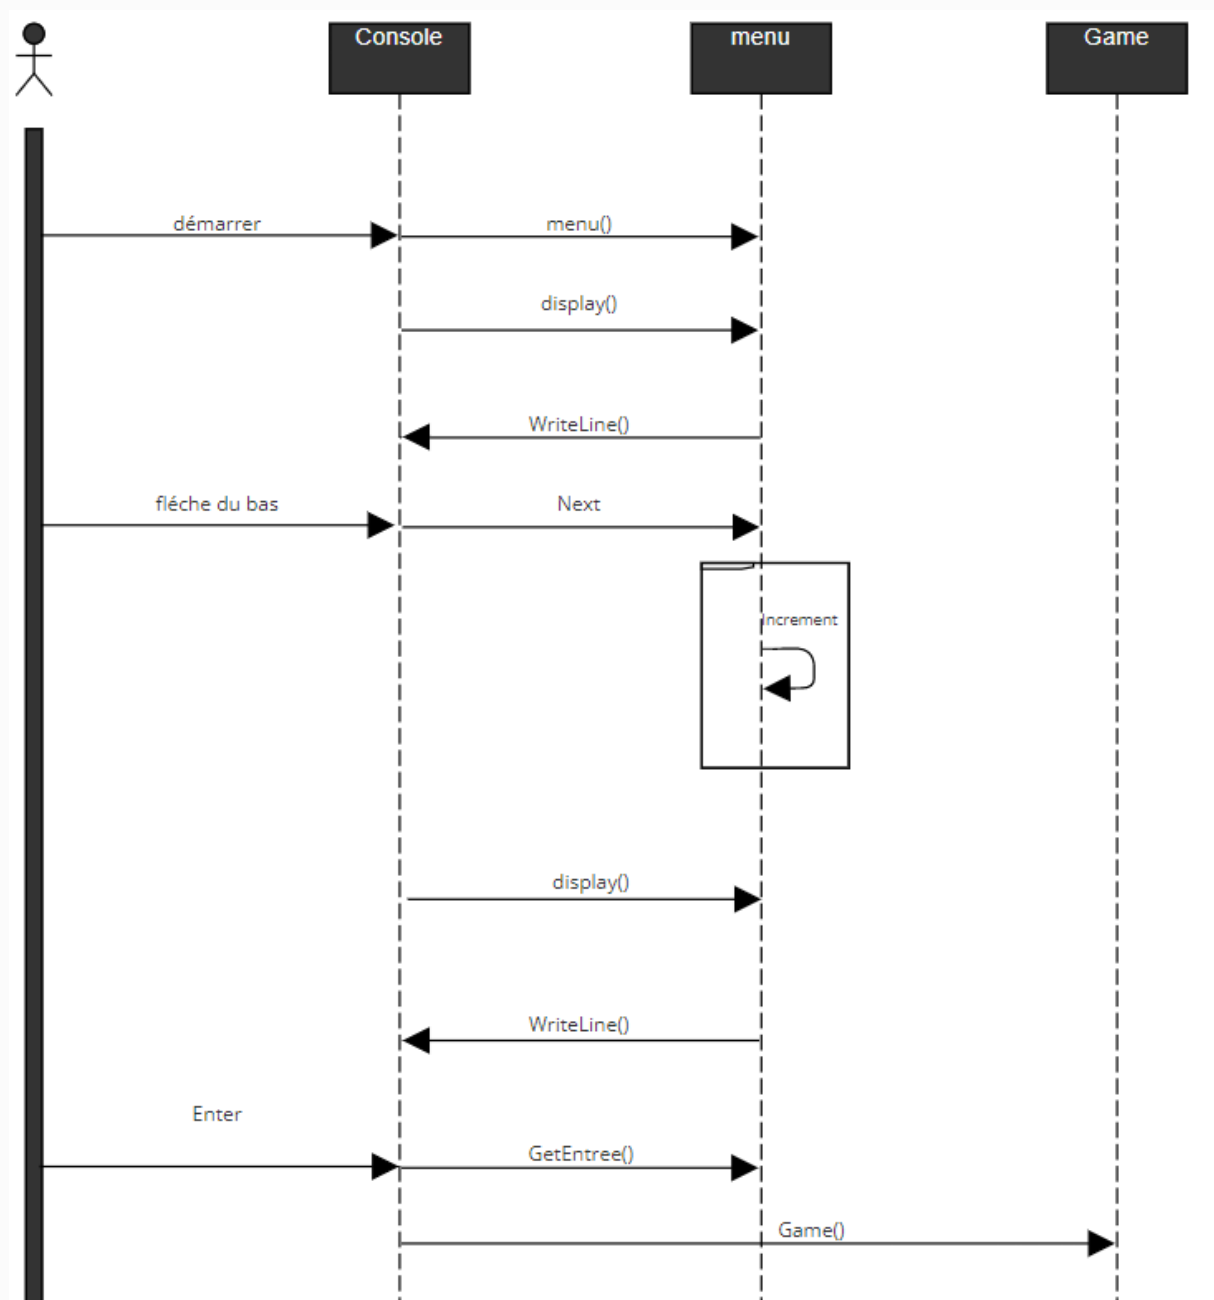 Console
menu
Game
démarrer
menu()
display()
WriteLine()
fléche du bas
Next
Increment
display()
WriteLine()
Enter
GetEntree()
Game()